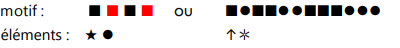 motif : ■ ■ ■ ■ ou ■●■■●●■■■●●●
éléments : ★ ● ↑✳